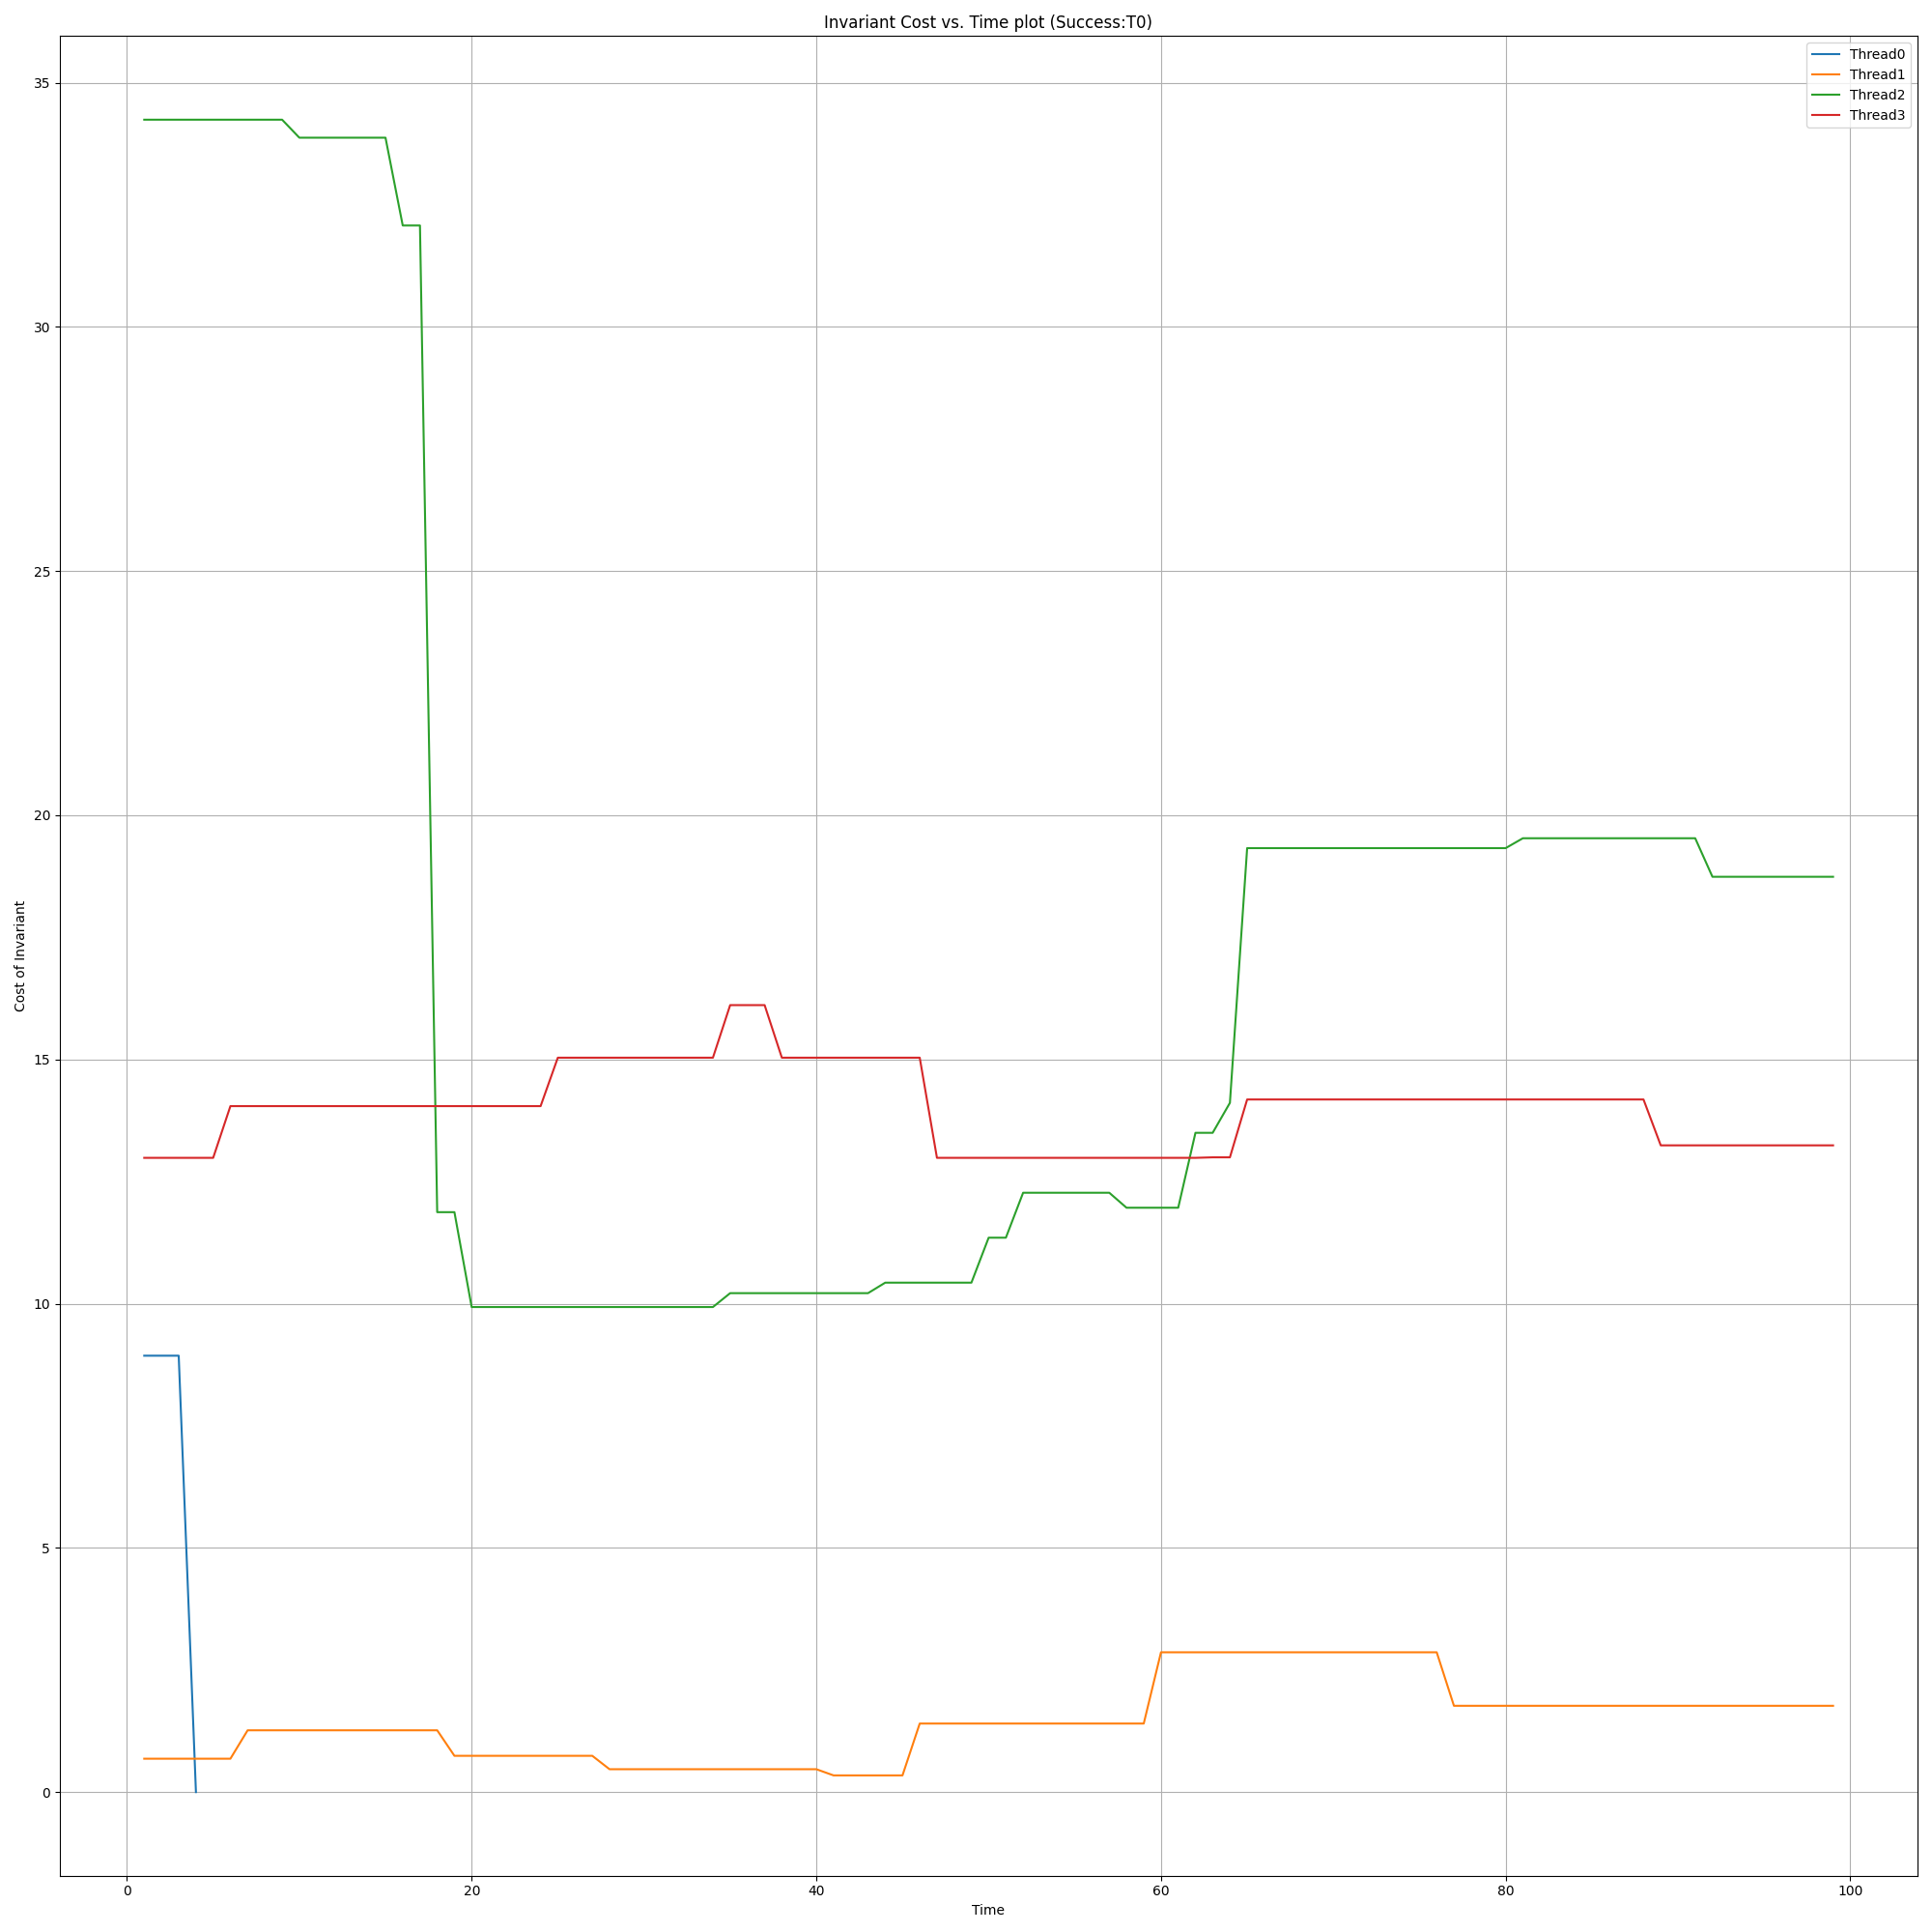 Invariant Cost vs. Time plot (Success:T0)
Thread0
Thread1
Thread2
Thread3
35
30
25
20
15
10
5
0
Cost of Invariant
0 20 40 60 80 100
Time